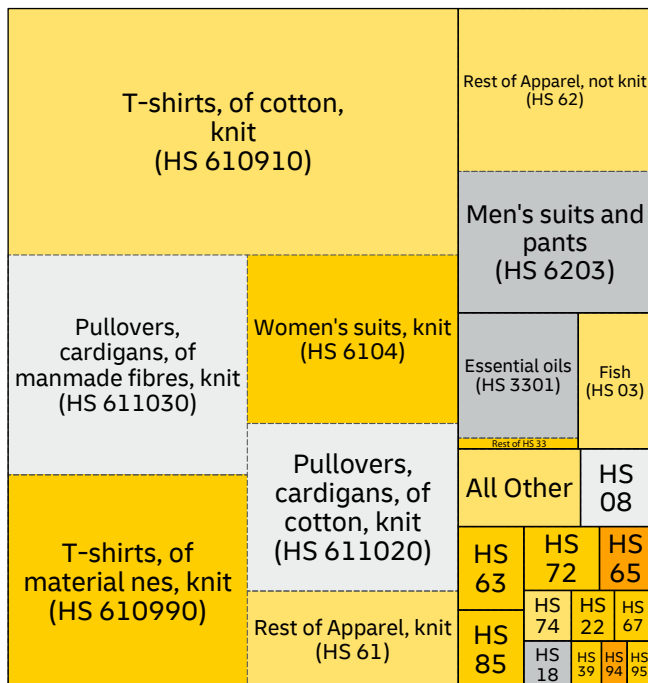 T-shirts, of cotton,
knit
(HS 610910)
Pullovers,
cardigans, of
manmade fibres, knit
(HS 611030)
T-shirts, of
material nes, knit
(HS 610990)
Women's suits, knit
(HS 6104)
Pullovers,
cardigans, of
cotton, knit
(HS 611020)
Rest of Apparel, knit
(HS 61)
Rest of Apparel, not knit
(HS 62)
Men's suits and
pants
(HS 6203)
Essential oils
(HS 3301)
Rest of HS 33
Fish
(HS 03)
All Other
HS
08
HS
63
HS
85
HS
72
HS
65
HS
74
HS
22
HS
67
HS
18
HS
39
HS
94
HS
95